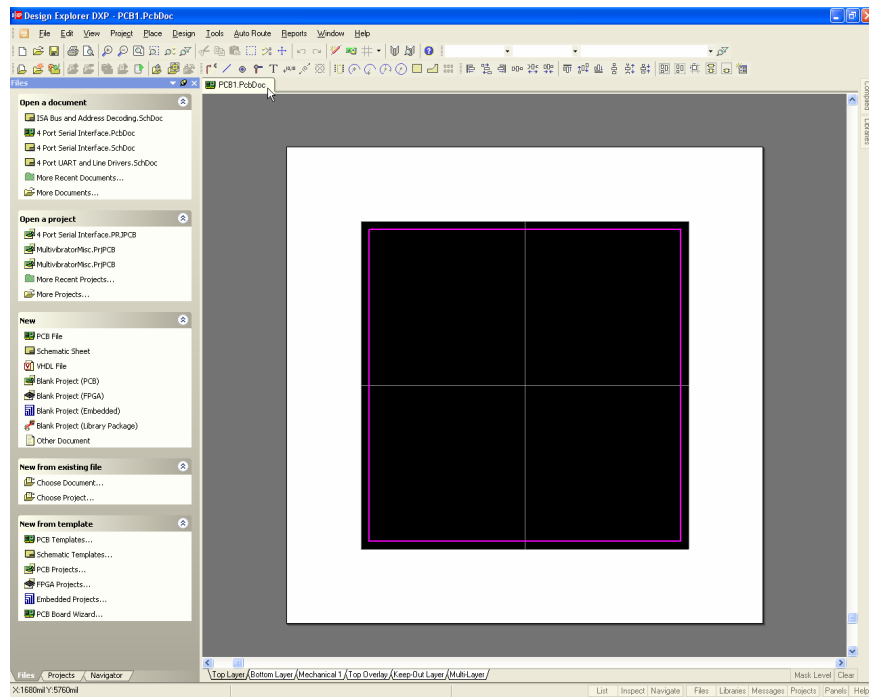 Design Explorer DXP - PCB1.PcbDoc
File Edit View Project Place Design Tools Auto Route Reports Window Help
Files
PCB1.PcbDoc
Compiled
Libraries
Open a document
ISA Bus and Address Decoding.SchDoc
4 Port Serial Interface.PcbDoc
4 Port Serial Interface.SchDoc
4 Port UART and Line Drivers.SchDoc
More Recent Documents...
More Documents...
Open a project
4 Port Serial Interface.PRJPCB
MultivibratorMisc.PrjPCB
MultivibratorMisc.PrjPCB
More Recent Projects...
More Projects...
New
PCB File
Schematic Sheet
VHDL File
Blank Project (PCB)
Blank Project (FPGA)
Blank Project (Embedded)
Blank Project (Library Package)
Other Document
New from existing file
Choose Document...
Choose Project...
New from template
PCB Templates...
Schematic Templates...
PCB Projects...
FPGA Projects...
Embedded Projects...
PCB Board Wizard...
Files Projects Navigator
Top Layer Bottom Layer Mechanical 1 Top Overlay Keep-Out Layer Multi-Layer
Mask Level Clear
X:1680mil Y:5760mil
List Inspect Navigate Files Libraries Messages Projects Panels Help